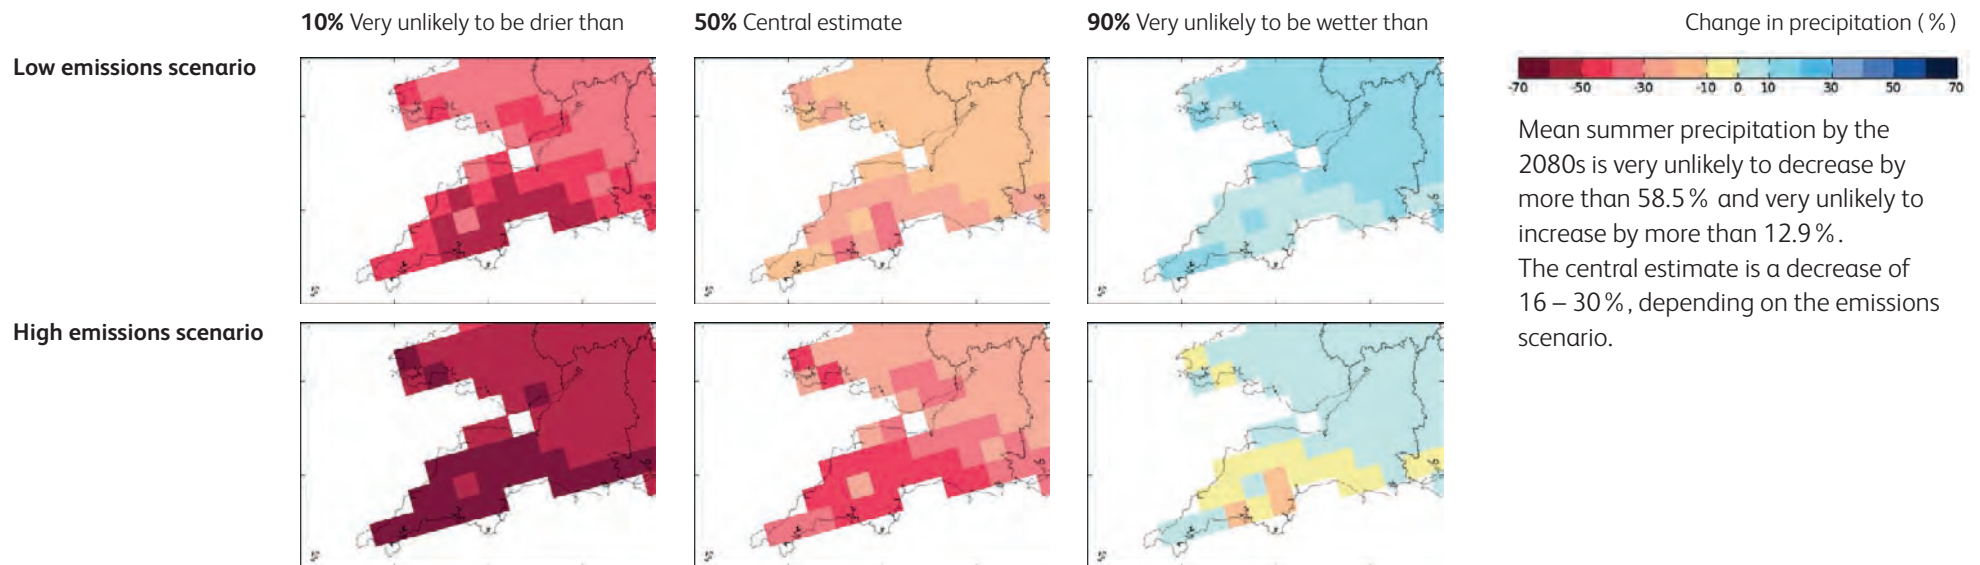 10% Very unlikely to be drier than
50% Central estimate
90% Very unlikely to be wetter than
Change in precipitation (%)
Low emissions scenario
-70 -50 -30 -10 0 10 30 50 70
Mean summer precipitation by the
2080s is very unlikely to decrease by
more than 58.5% and very unlikely to
increase by more than 12.9%.
The central estimate is a decrease of
16 – 30%, depending on the emissions
scenario.
High emissions scenario